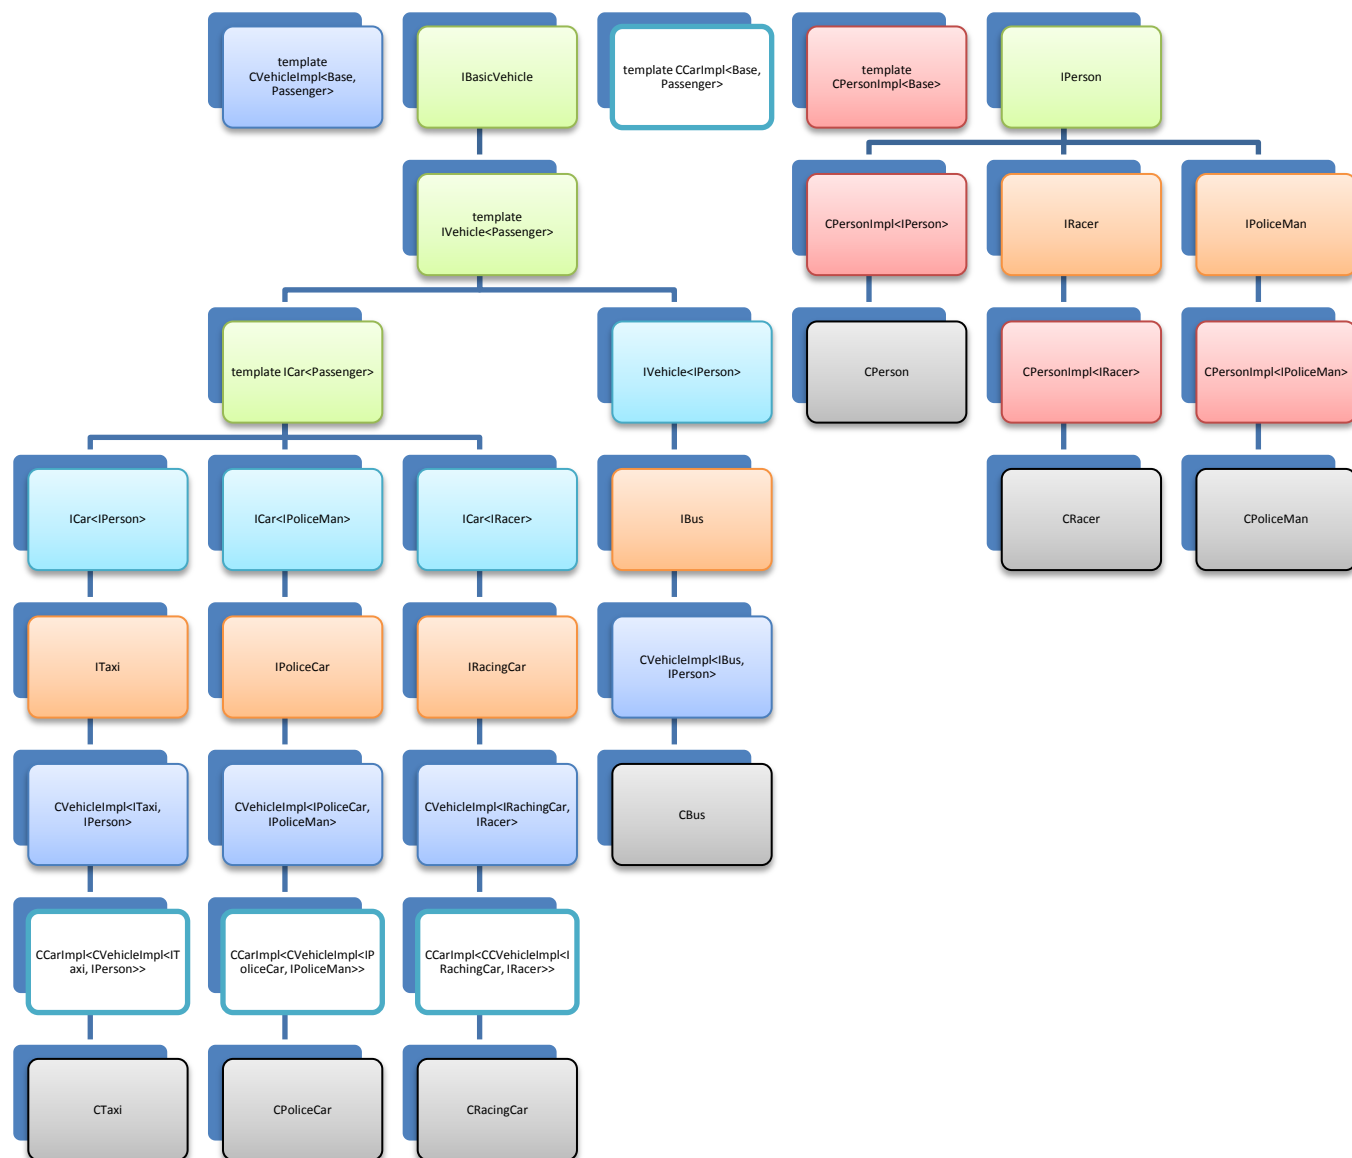 template
CVehicleImpl<Base,
Passenger>
IBasicVehicle
template CCarImpl<Base,
Passenger>
template
CPersonImpl<Base>
IPerson
template
IVehicle<Passenger>
CPersonImpl<IPerson>
IRacer
IPoliceMan
template ICar<Passenger>
IVehicle<IPerson>
CPerson
CPersonImpl<IRacer>
CPersonImpl<IPoliceMan>
ICar<IPerson>
ICar<IPoliceMan>
ICar<IRacer>
IBus
CRacer
CPoliceMan
ITaxi
IPoliceCar
IRacingCar
CVehicleImpl<IBus,
IPerson>
CVehicleImpl<ITaxi,
IPerson>
CVehicleImpl<IPoliceCar,
IPoliceMan>
CVehicleImpl<IRachingCar,
IRacer>
CBus
CCarImpl<CVehicleImpl<IT
axi, IPerson>>
CCarImpl<CVehicleImpl<IP
oliceCar, IPoliceMan>>
CCarImpl<CCVehicleImpl<I
RachingCar, IRacer>>
CTaxi
CPoliceCar
CRacingCar